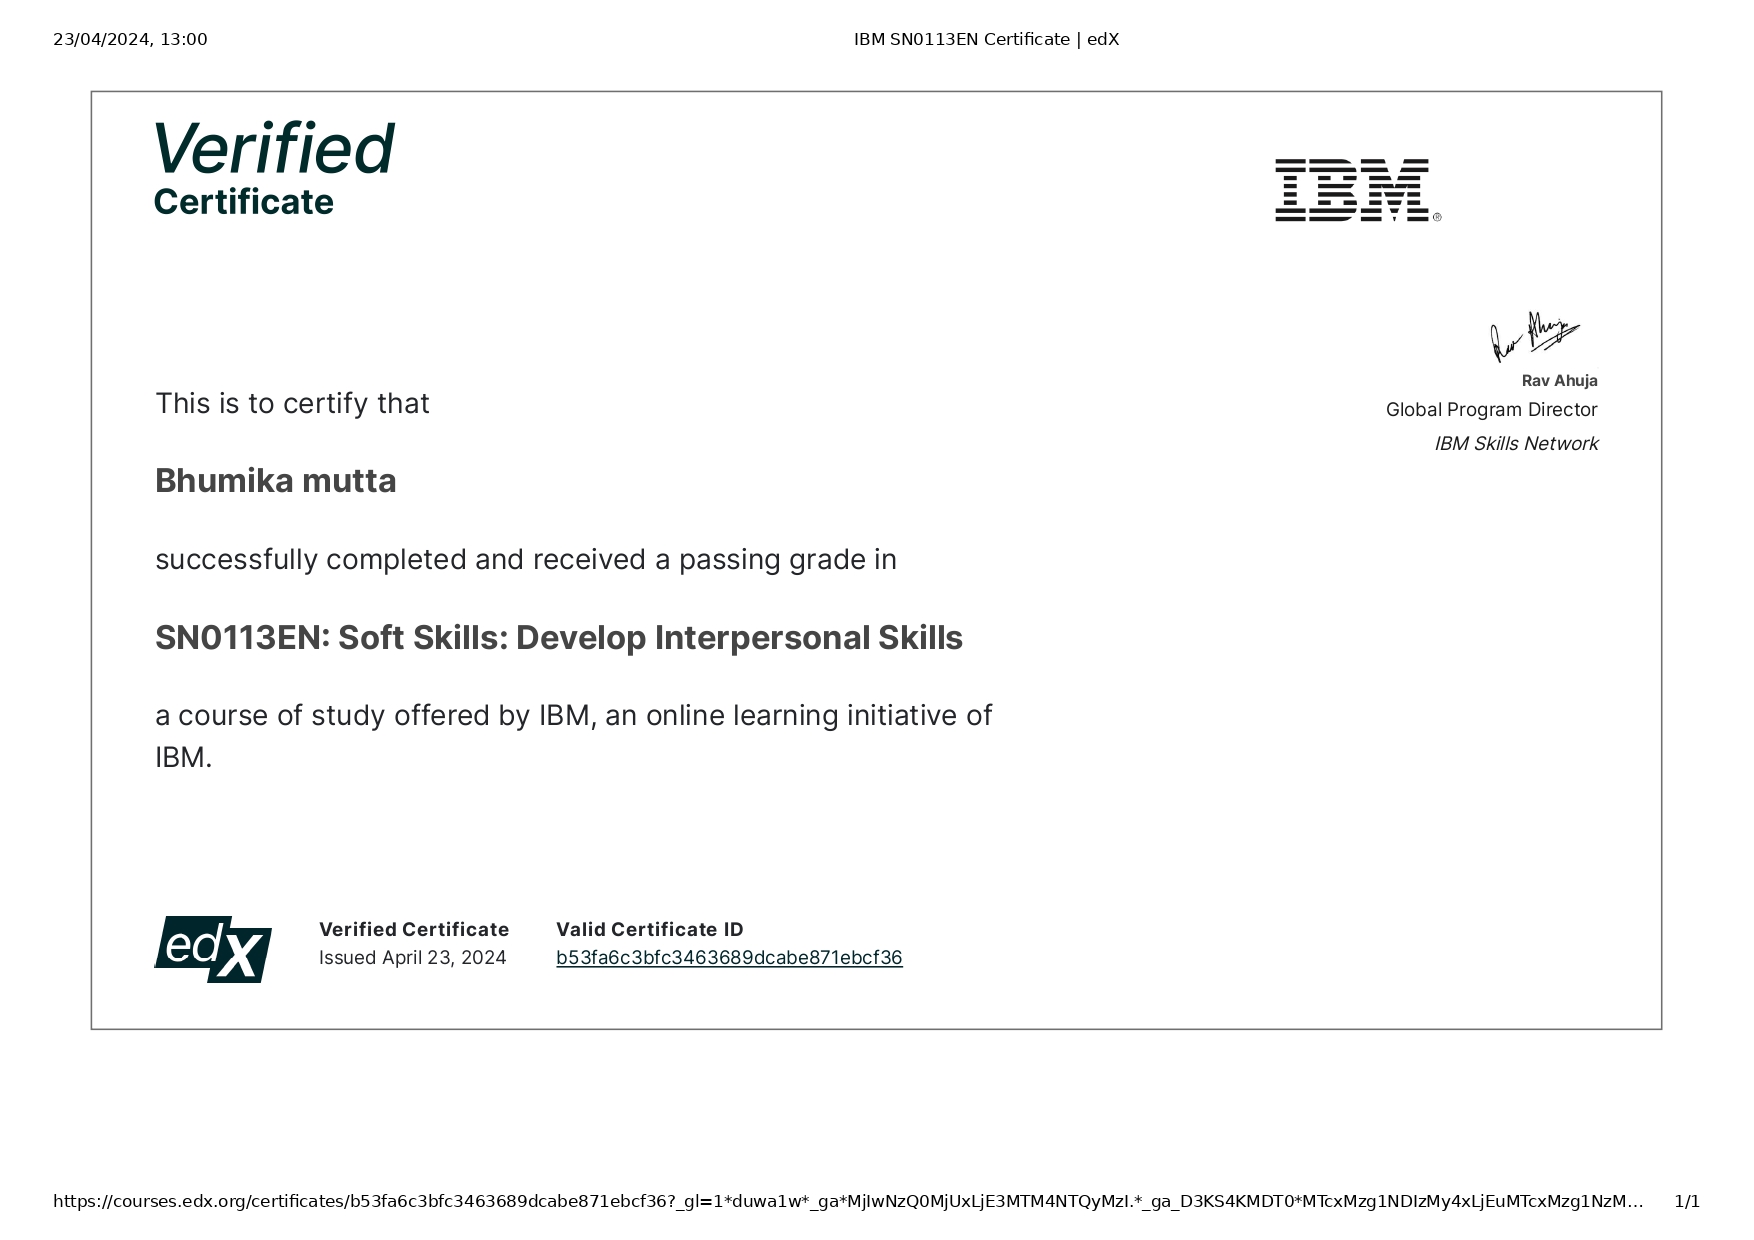 23/04/2024, 13:00
IBM SN0113EN Certificate | edX
Verified
Certificate
IBM®
Rav Ahuja
Rav Ahuja
Global Program Director
IBM Skills Network
This is to certify that
Bhumika mutta
successfully completed and received a passing grade in
SN0113EN: Soft Skills: Develop Interpersonal Skills
a course of study offered by IBM, an online learning initiative of
IBM.
edX
Verified Certificate
Issued April 23, 2024
Valid Certificate ID
b53fa6c3bfc3463689dcabe871ebcf36
https://courses.edx.org/certificates/b53fa6c3bfc3463689dcabe871ebcf36?_gl=1*duwa1w*_ga*MjIwNzQ0MjUxLjE3MTM4NTQyMzI.*_ga_D3KS4KMDT0*MTcxMzg1NDIzMy4xLjEuMTcxMzg1NzM...
1/1